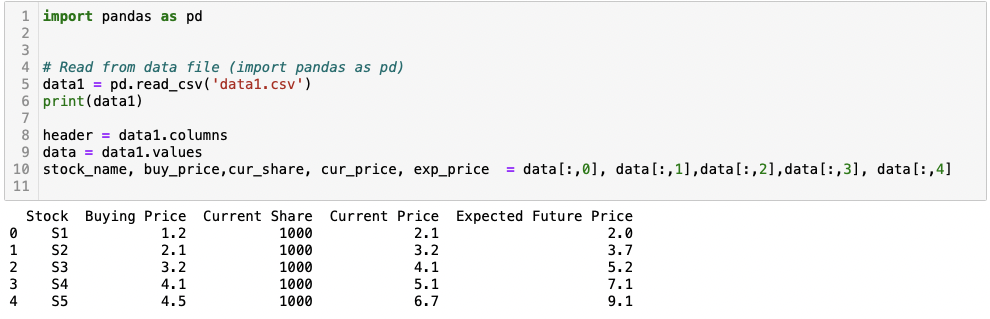 1 import pandas as pd
2
3
4 # Read from data file (import pandas as pd)
5 data1 = pd.read_csv('data1.csv')
6 print(data1)
7
8 header = data1.columns
9 data = data1.values
10 stock_name, buy_price,cur_share, cur_price, exp_price  = data[:,0], data[:,1],data[:,2],data[:,3], data[:,4]
11
  Stock  Buying Price  Current Share  Current Price  Expected Future Price
0    S1           1.2           1000            2.1                    2.0
1    S2           2.1           1000            3.2                    3.7
2    S3           3.2           1000            4.1                    5.2
3    S4           4.1           1000            5.1                    7.1
4    S5           4.5           1000            6.7                    9.1